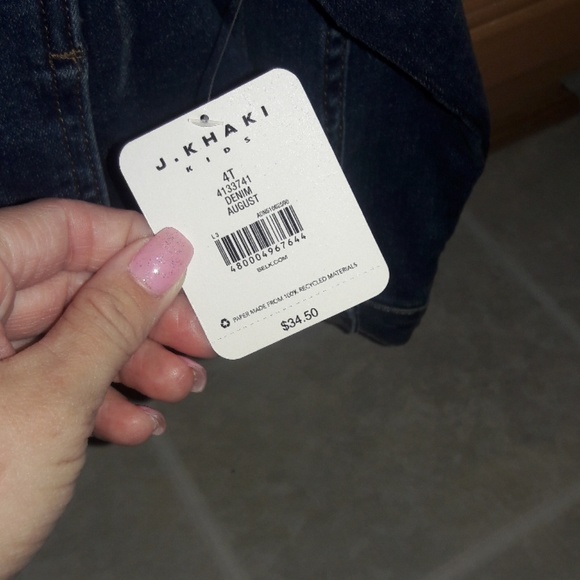 J.KHAKI
KIDS
4T
4133741
DENIM
AUGUST
L3
480004967644
BELK.COM
PAPER MADE FROM 100% RECYCLED MATERIALS
$34.50